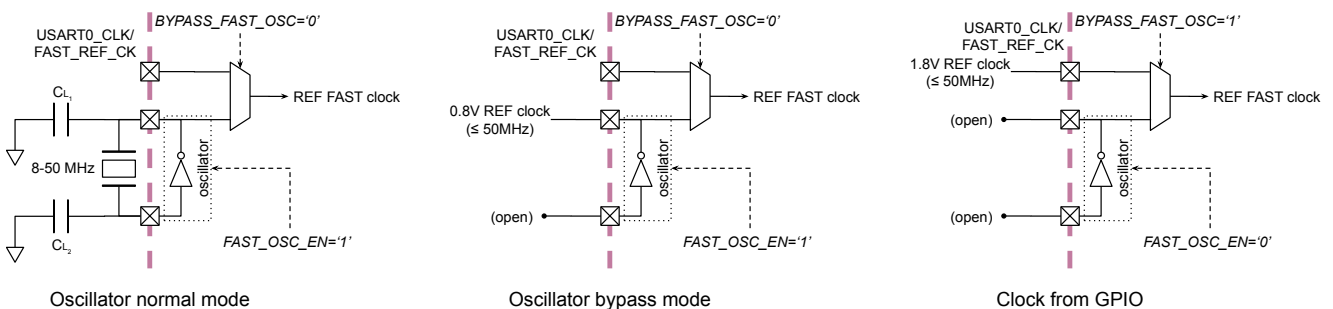 BYPASS_FAST_OSC='0'
USART0_CLK/
FAST_REF_CK
CL1
REF FAST clock
8-50 MHz
oscillator
CL2
FAST_OSC_EN='1'
Oscillator normal mode
BYPASS_FAST_OSC='0'
USART0_CLK/
FAST_REF_CK
0.8V REF clock
(≤ 50MHz)
REF FAST clock
oscillator
(open)
FAST_OSC_EN='1'
Oscillator bypass mode
BYPASS_FAST_OSC='1'
USART0_CLK/
FAST_REF_CK
1.8V REF clock
(≤ 50MHz)
REF FAST clock
(open)
oscillator
(open)
FAST_OSC_EN='0'
Clock from GPIO